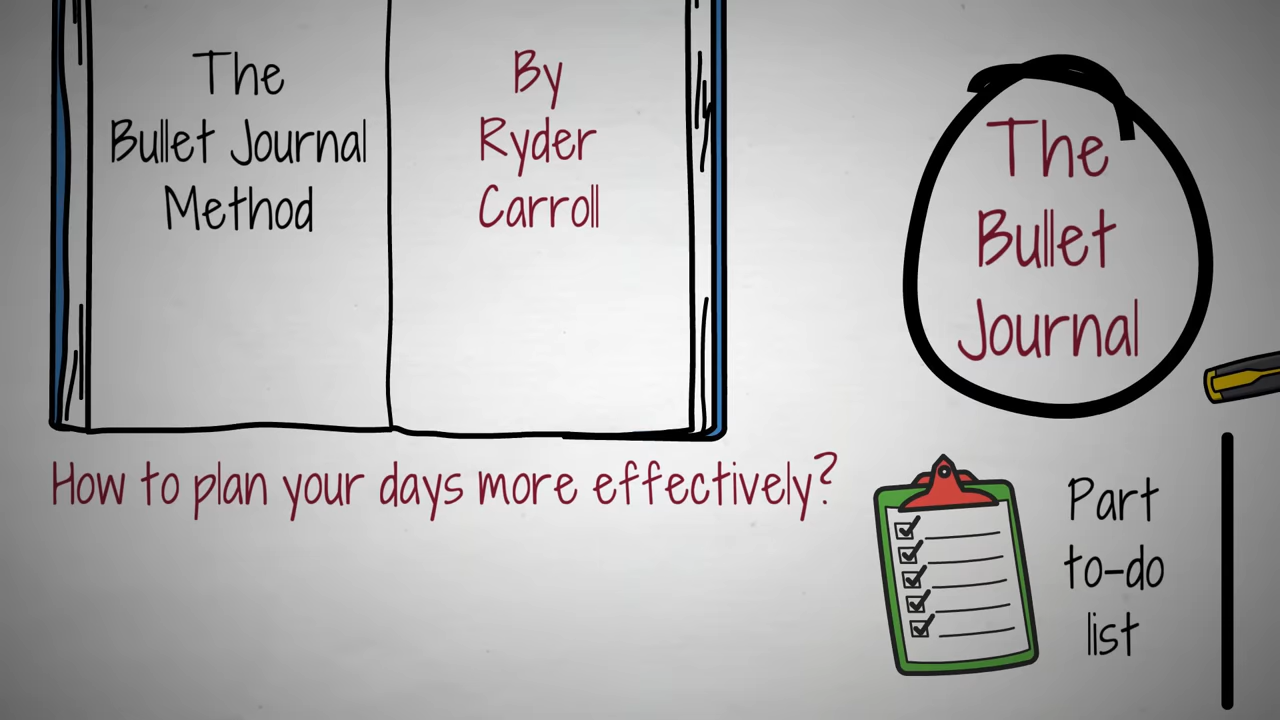 The
Bullet Journal
Method
By
Ryder
Carroll
How to plan your days more effectively?
The
Bullet
Journal
Part
to-do
list